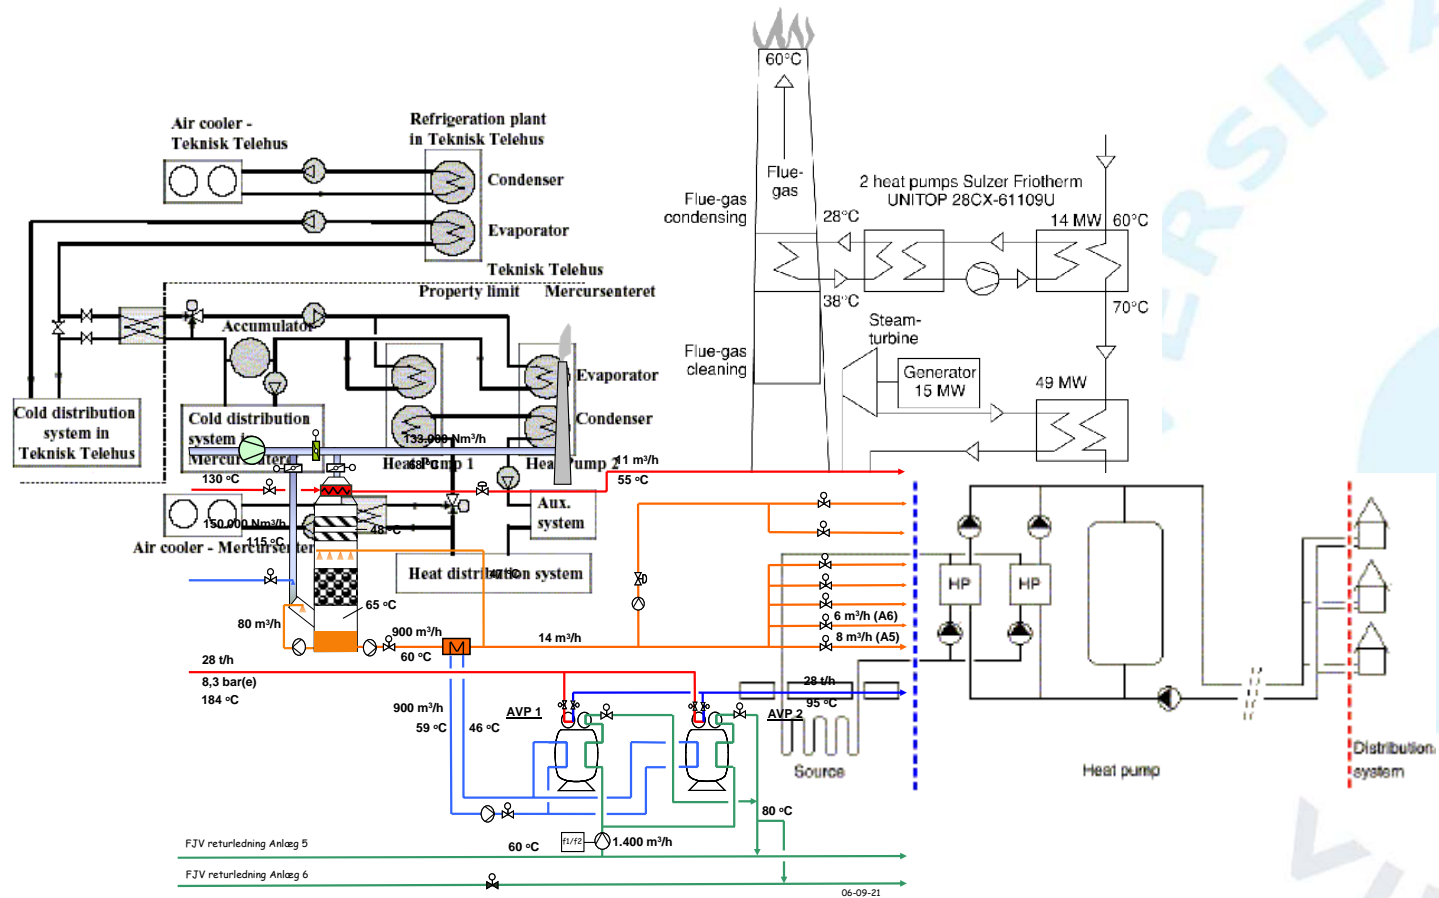 60°C
Air cooler -
Teknisk Telehus
Refrigeration plant
in Teknisk Telehus
Condenser
Evaporator
Teknisk Telehus
Property limit
Mercursenteret
Accumulator
Evaporator
Condenser
Cold distribution
system in
Teknisk Telehus
Cold distribution
Heat Pump 1
Heat Pump 2
Aux.
system
Air cooler - Mercursenter
Heat distribution system
Flue-
gas
Flue-gas
condensing
2 heat pumps Sulzer Friotherm
UNITOP 28CX-61109U
28°C
14 MW
60°C
38°C
70°C
Steam-
turbine
Flue-gas
cleaning
Generator
15 MW
49 MW
133.000 Nm³/h
48 °C
11 m³/h
55 °C
130 °C
150.000 Nm³/h
115 °C
48 °C
47 °C
65 °C
80 m³/h
900 m³/h
60 °C
14 m³/h
6 m³/h (A6)
8 m³/h (A5)
28 t/h
8,3 bar(e)
184 °C
28 t/h
95 °C
900 m³/h
59 °C
46 °C
AVP 1
AVP 2
80 °C
f1/f2
1.400 m³/h
60 °C
FJV returledning Anlæg 5
FJV returledning Anlæg 6
06-09-21
HP
HP
Source
Heat pump
Distribution
system
ERSITA